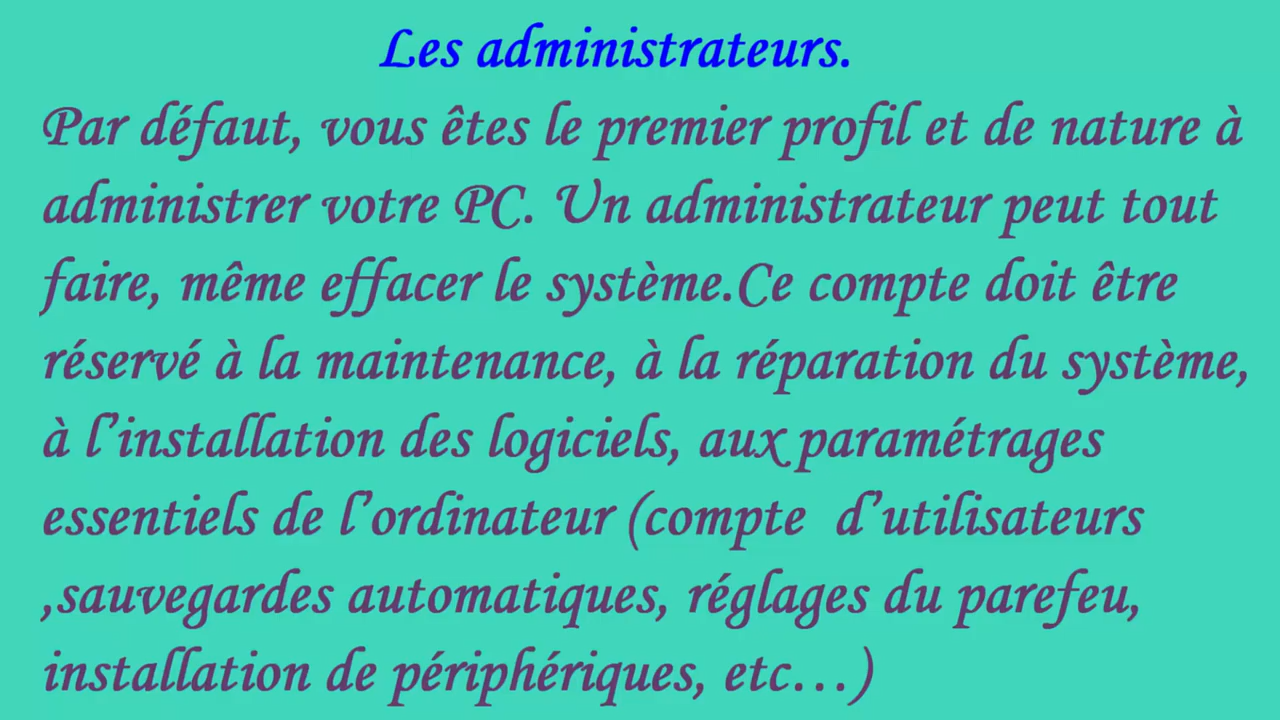 Les administrateurs.
Par défaut, vous êtes le premier profil et de nature à
administrer votre PC. Un administrateur peut tout
faire, même effacer le système.Ce compte doit être
réservé à la maintenance, à la réparation du système,
à l’installation des logiciels, aux paramétrages
essentiels de l’ordinateur (compte  d’utilisateurs
,sauvegardes automatiques, réglages du parefeu,
installation de périphériques, etc…)